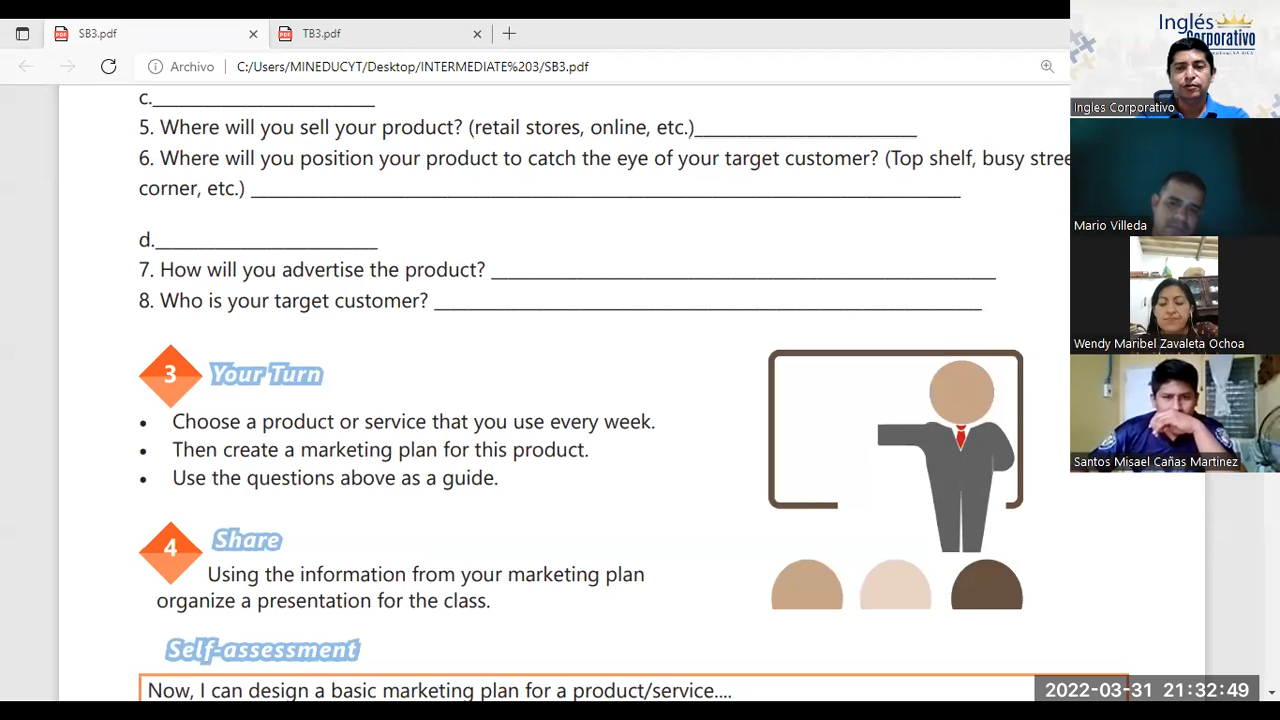 SB3.pdf
TB3.pdf
Archivo
C:/Users/MINEDUCYT/Desktop/INTERMEDIATE%203/SB3.pdf
c.
5. Where will you sell your product? (retail stores, online, etc.)
6. Where will you position your product to catch the eye of your target customer? (Top shelf, busy
corner, etc.)
d.
7. How will you advertise the product?
8. Who is your target customer?
3 Your Turn
• Choose a product or service that you use every week.
• Then create a marketing plan for this product.
• Use the questions above as a guide.
4 Share
Using the information from your marketing plan
organize a presentation for the class.
Self-assessment
Now, I can design a basic marketing plan for a product/service....
Inglés
Corporativo
Ingles Corporativo
Mario Villeda
Wendy Maribel Zavaleta Ochoa
Santos Misael Cañas Martinez
2022-03-31 21:32:49